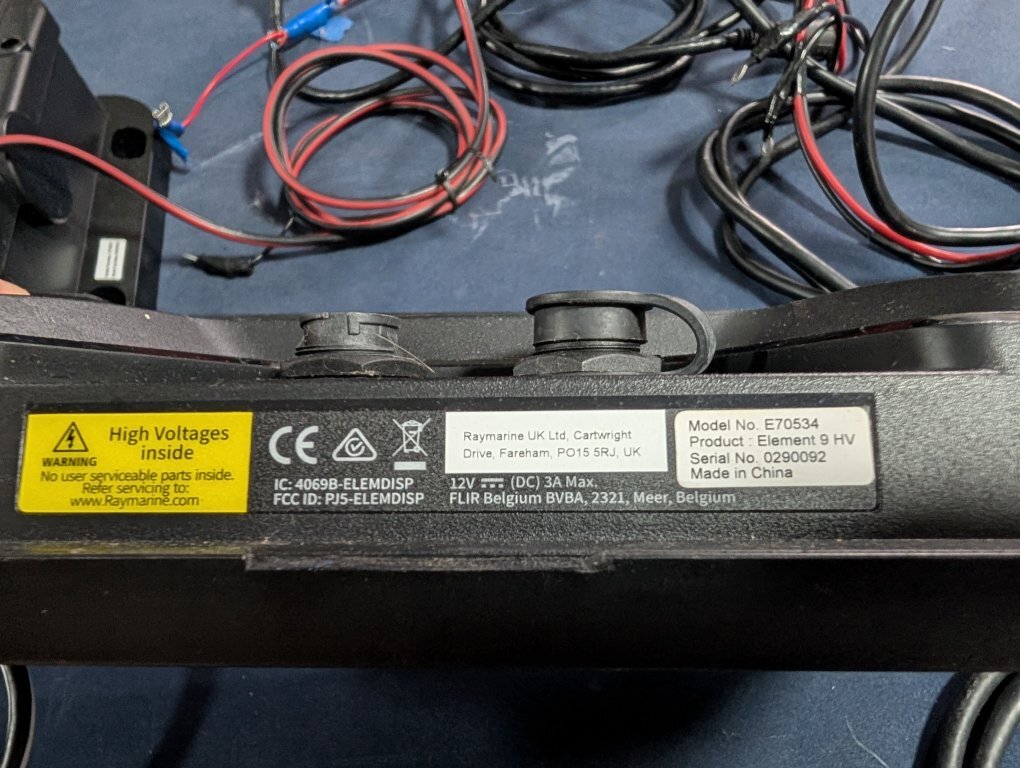 High Voltages
inside
WARNING
No user serviceable parts inside.
Refer servicing to:
www.Raymarine.com
CE
IC: 4069B-ELEMDISP
FCC ID: PJ5-ELEMDISP
Raymarine UK Ltd, Cartwright
Drive, Fareham, PO15 5RJ, UK
12V (DC) 3A Max.
FLIR Belgium BVBA, 2321, Meer, Belgium
Model No. E70534
Product : Element 9 HV
Serial No. 0290092
Made in China